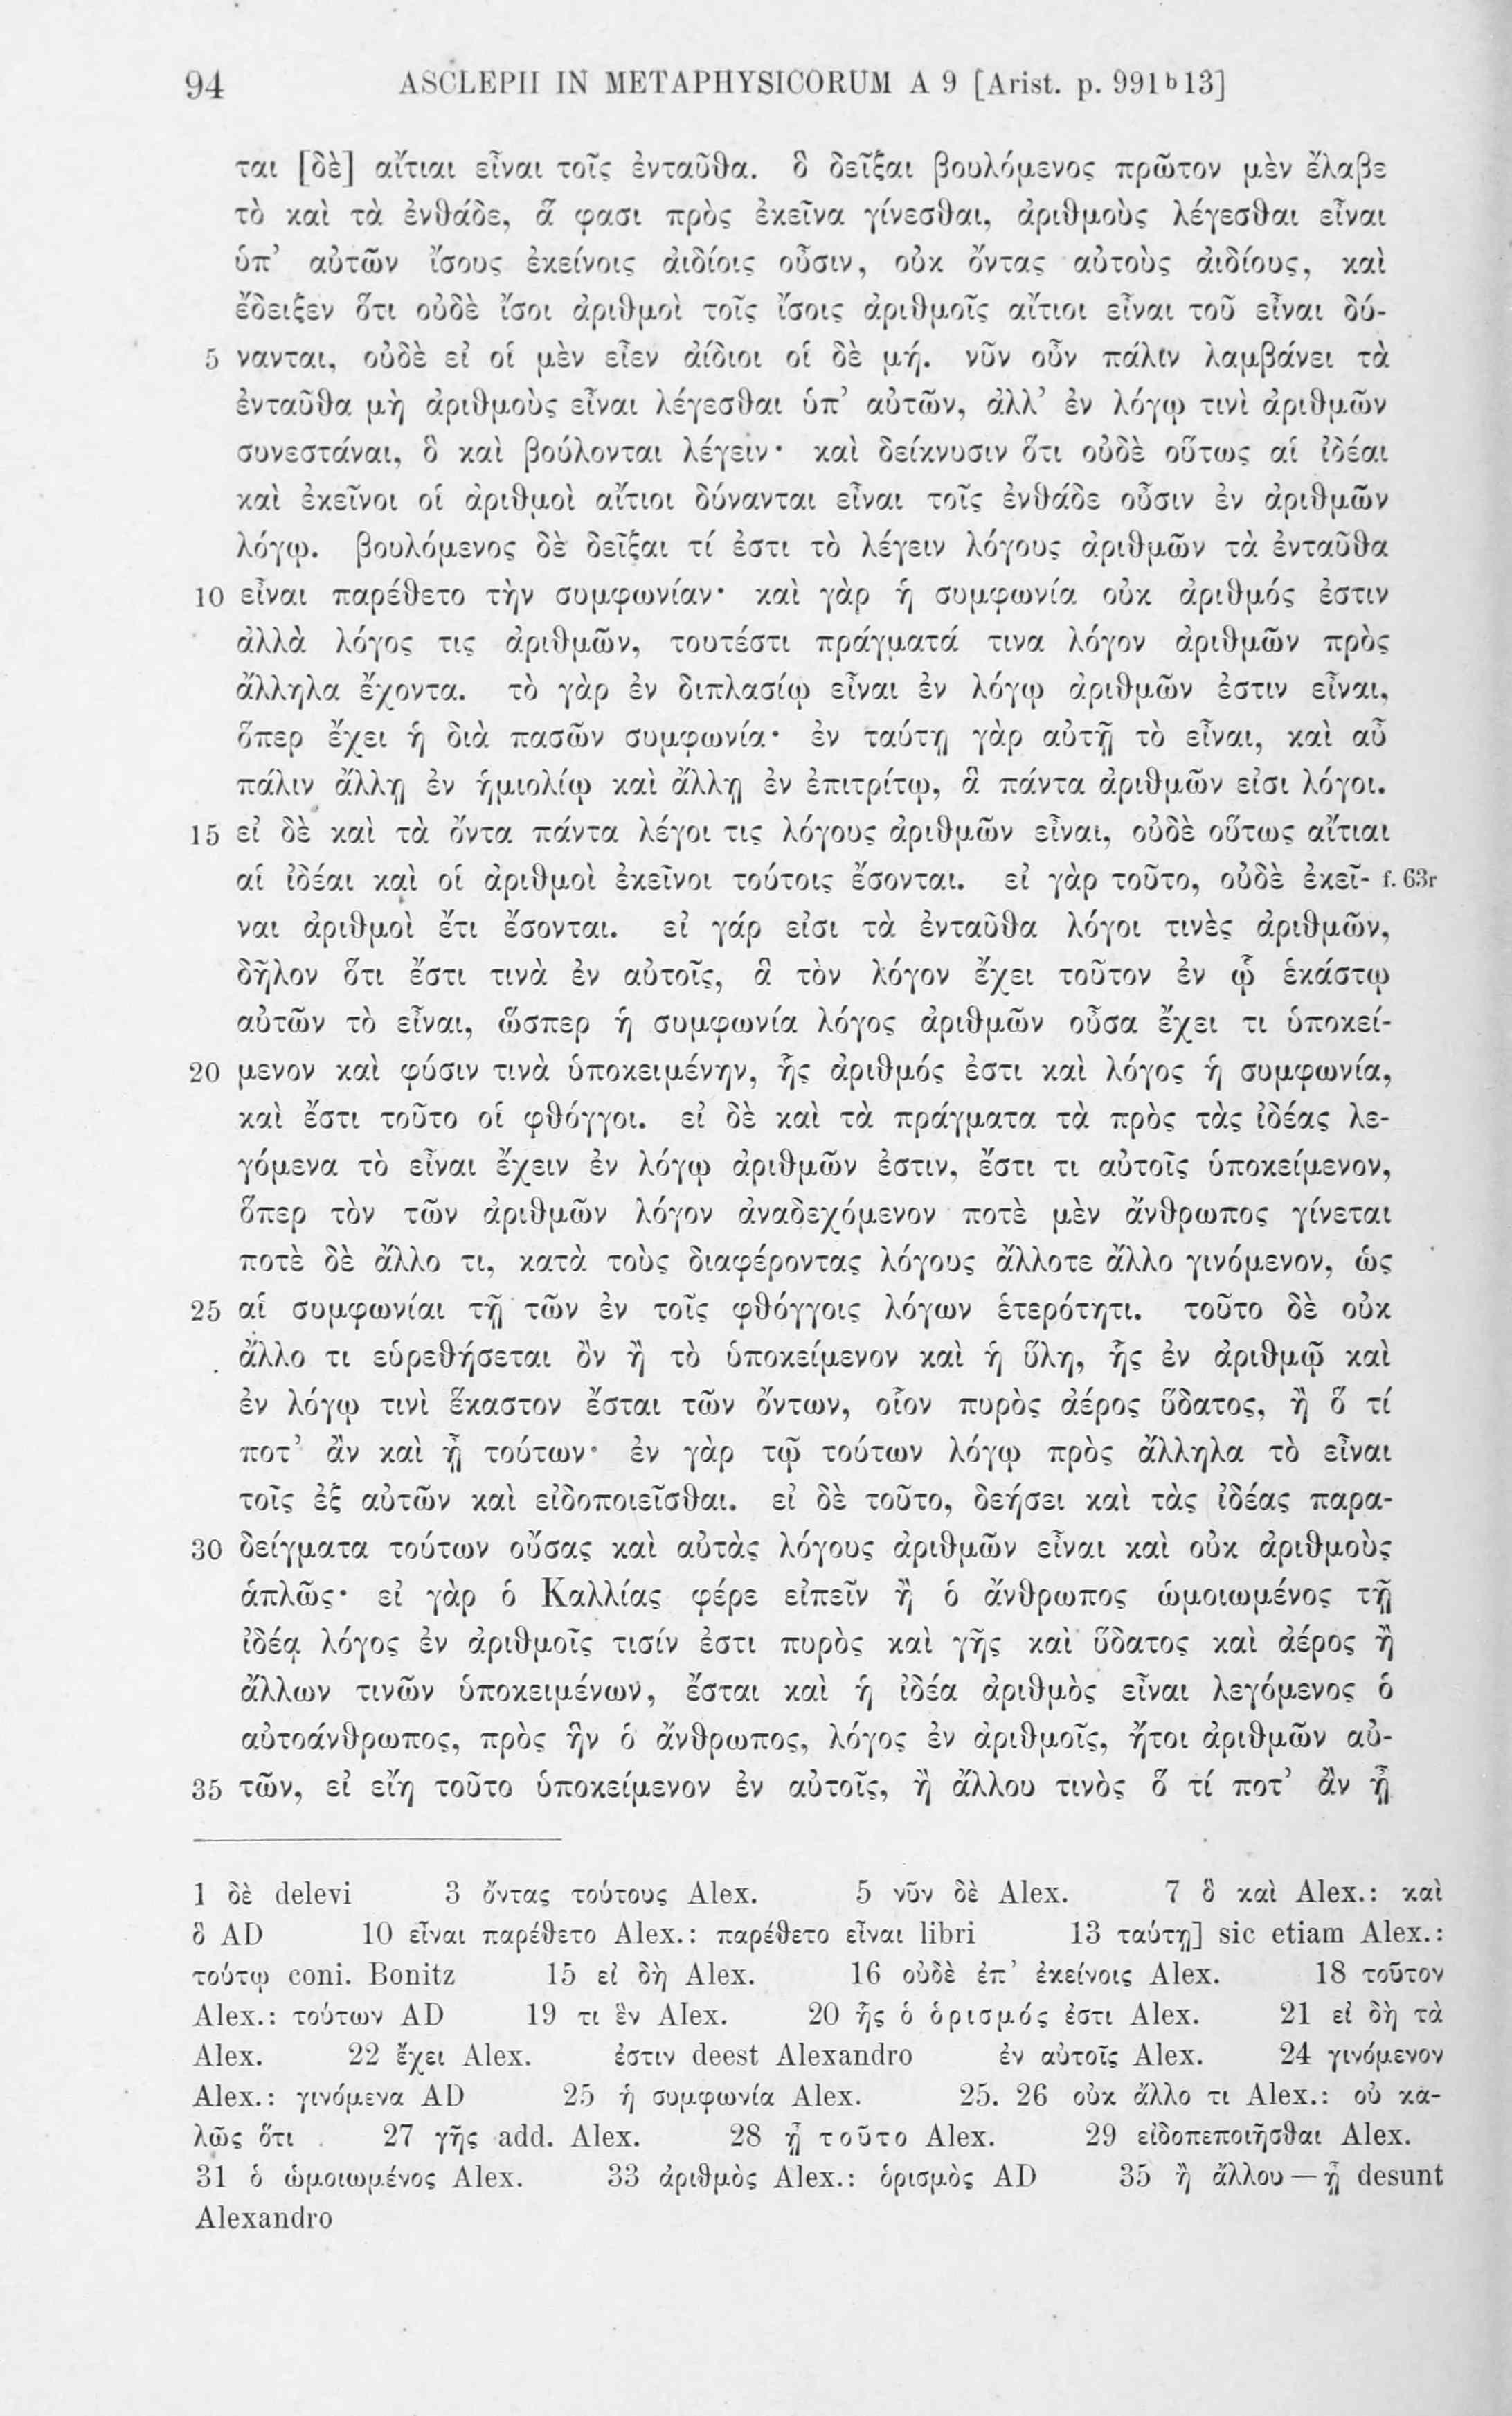 94 ASCLEPII IN METAPHYSICORUM A 9 [Arist. p. 991ᵇ13]
ται [δὲ] αἴτιαι εἶναι τοῖς ἐνταῦθα. ὃ δεῖξαι βουλόμενος πρῶτον μὲν ἔλαβε
τὸ καὶ τὰ ἐνθάδε, ἅ φασι πρὸς ἐκεῖνα γίνεσθαι, ἀριθμοὺς λέγεσθαι εἶναι
ὑπ' αὐτῶν ἴσους ἐκείνοις ἀιδίοις οὖσιν, οὐκ ὄντας αὐτοὺς ἀιδίους, καὶ
ἔδειξεν ὅτι οὐδὲ ἴσοι ἀριθμοὶ τοῖς ἴσοις ἀριθμοῖς αἴτιοι εἶναι τοῦ εἶναι δύ-
5 νανται, οὐδὲ εἰ οἱ μὲν εἶεν ἀίδιοι οἱ δὲ μή. νῦν οὖν πάλιν λαμβάνει τὰ
ἐνταῦθα μὴ ἀριθμοὺς εἶναι λέγεσθαι ὑπ' αὐτῶν, ἀλλ' ἐν λόγῳ τινὶ ἀριθμῶν
συνεστάναι, ὃ καὶ βούλονται λέγειν· καὶ δείκνυσιν ὅτι οὐδὲ οὕτως αἱ ἰδέαι
καὶ ἐκεῖνοι οἱ ἀριθμοὶ αἴτιοι δύνανται εἶναι τοῖς ἐνθάδε οὖσιν ἐν ἀριθμῶν
λόγῳ. βουλόμενος δὲ δεῖξαι τί ἐστι τὸ λέγειν λόγους ἀριθμῶν τὰ ἐνταῦθα
10 εἶναι παρέθετο τὴν συμφωνίαν· καὶ γὰρ ἡ συμφωνία οὐκ ἀριθμός ἐστιν
ἀλλὰ λόγος τις ἀριθμῶν, τουτέστι πράγματά τινα λόγον ἀριθμῶν πρὸς
ἄλληλα ἔχοντα. τὸ γὰρ ἐν διπλασίῳ εἶναι ἐν λόγῳ ἀριθμῶν ἐστιν εἶναι,
ὅπερ ἔχει ἡ διὰ πασῶν συμφωνία· ἐν ταύτῃ γὰρ αὐτῇ τὸ εἶναι, καὶ αὖ
πάλιν ἄλλῃ ἐν ἡμιολίῳ καὶ ἄλλῃ ἐν ἐπιτρίτῳ, ἃ πάντα ἀριθμῶν εἰσι λόγοι.
15 εἰ δὲ καὶ τὰ ὄντα πάντα λέγοι τις λόγους ἀριθμῶν εἶναι, οὐδὲ οὕτως αἴτιαι
αἱ ἰδέαι καὶ οἱ ἀριθμοὶ ἐκεῖνοι τούτοις ἔσονται. εἰ γὰρ τοῦτο, οὐδὲ ἐκεῖ- f. 63r
ναι ἀριθμοὶ ἔτι ἔσονται. εἰ γάρ εἰσι τὰ ἐνταῦθα λόγοι τινὲς ἀριθμῶν,
δῆλον ὅτι ἔστι τινὰ ἐν αὐτοῖς, ἃ τὸν λόγον ἔχει τοῦτον ἐν ᾧ ἑκάστῳ
αὐτῶν τὸ εἶναι, ὥσπερ ἡ συμφωνία λόγος ἀριθμῶν οὖσα ἔχει τι ὑποκεί-
20 μενον καὶ φύσιν τινὰ ὑποκειμένην, ἧς ἀριθμός ἐστι καὶ λόγος ἡ συμφωνία,
καὶ ἔστι τοῦτο οἱ φθόγγοι. εἰ δὲ καὶ τὰ πράγματα τὰ πρὸς τὰς ἰδέας λε-
γόμενα τὸ εἶναι ἔχειν ἐν λόγῳ ἀριθμῶν ἐστιν, ἔστι τι αὐτοῖς ὑποκείμενον,
ὅπερ τὸν τῶν ἀριθμῶν λόγον ἀναδεχόμενον ποτὲ μὲν ἄνθρωπος γίνεται
ποτὲ δὲ ἄλλο τι, κατὰ τοὺς διαφέροντας λόγους ἄλλοτε ἄλλο γινόμενον, ὡς
25 αἱ συμφωνίαι τῇ τῶν ἐν τοῖς φθόγγοις λόγων ἑτερότητι. τοῦτο δὲ οὐκ
ἄλλο τι εὑρεθήσεται ὂν ἢ τὸ ὑποκείμενον καὶ ἡ ὕλη, ἧς ἐν ἀριθμῷ καὶ
ἐν λόγῳ τινὶ ἕκαστον ἔσται τῶν ὄντων, οἷον πυρὸς ἀέρος ὕδατος, ἢ ὅ τί
ποτ' ἂν καὶ ᾖ τούτων· ἐν γὰρ τῷ τούτων λόγῳ πρὸς ἄλληλα τὸ εἶναι
τοῖς ἐξ αὐτῶν καὶ εἰδοποιεῖσθαι. εἰ δὲ τοῦτο, δεήσει καὶ τὰς ἰδέας παρα-
30 δείγματα τούτων οὔσας καὶ αὐτὰς λόγους ἀριθμῶν εἶναι καὶ οὐκ ἀριθμοὺς
ἁπλῶς· εἰ γὰρ ὁ Καλλίας φέρε εἰπεῖν ἢ ὁ ἄνθρωπος ὡμοιωμένος τῇ
ἰδέᾳ λόγος ἐν ἀριθμοῖς τισίν ἐστι πυρὸς καὶ γῆς καὶ ὕδατος καὶ ἀέρος ἢ
ἄλλων τινῶν ὑποκειμένων, ἔσται καὶ ἡ ἰδέα ἀριθμὸς εἶναι λεγόμενος ὁ
αὐτοάνθρωπος, πρὸς ἣν ὁ ἄνθρωπος, λόγος ἐν ἀριθμοῖς, ἤτοι ἀριθμῶν αὐ-
35 τῶν, εἰ εἴη τοῦτο ὑποκείμενον ἐν αὐτοῖς, ἢ ἄλλου τινὸς ὅ τί ποτ' ἂν ᾖ
1 δὲ delevi 3 ὄντας τούτους Alex. 5 νῦν δὲ Alex. 7 ὃ καὶ Alex.: καὶ
ὃ AD 10 εἶναι παρέθετο Alex.: παρέθετο εἶναι libri 13 ταύτῃ] sic etiam Alex.:
τούτῳ coni. Bonitz 15 εἰ δὴ Alex. 16 οὐδὲ ἐπ' ἐκείνοις Alex. 18 τοῦτον
Alex.: τούτων AD 19 τι ἓν Alex. 20 ἧς ὁ ὁρισμός ἐστι Alex. 21 εἰ δὴ τὰ
Alex. 22 ἔχει Alex. ἐστιν deest Alexandro ἐν αὐτοῖς Alex. 24 γινόμενον
Alex.: γινόμενα AD 25 ἡ συμφωνία Alex. 25. 26 οὐκ ἄλλο τι Alex.: οὐ κα-
λῶς ὅτι 27 γῆς add. Alex. 28 ᾖ τοῦτο Alex. 29 εἰδοπεποιῆσθαι Alex.
31 ὁ ὡμοιωμένος Alex. 33 ἀριθμὸς Alex.: ὁρισμὸς AD 35 ἢ ἄλλου — ᾖ desunt
Alexandro